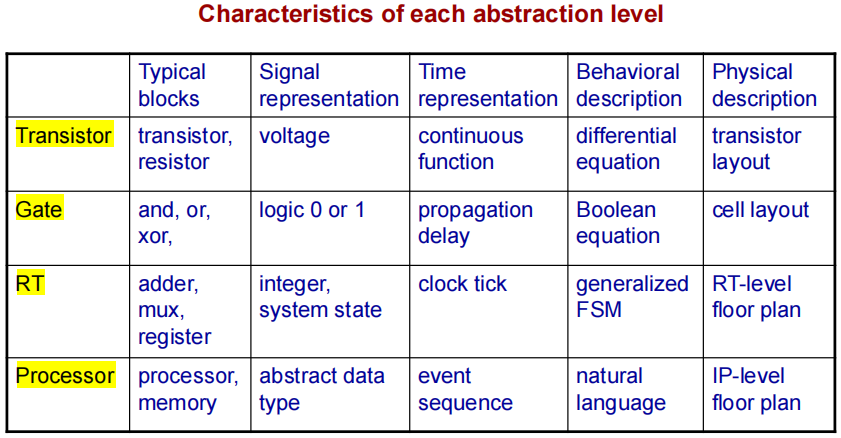 Characteristics of each abstraction level
Typical blocks
Signal representation
Time representation
Behavioral description
Physical description
Transistor
transistor, resistor
voltage
continuous function
differential equation
transistor layout
Gate
and, or, xor,
logic 0 or 1
propagation delay
Boolean equation
cell layout
RT
adder, mux, register
integer, system state
clock tick
generalized FSM
RT-level floor plan
Processor
processor, memory
abstract data type
event sequence
natural language
IP-level floor plan